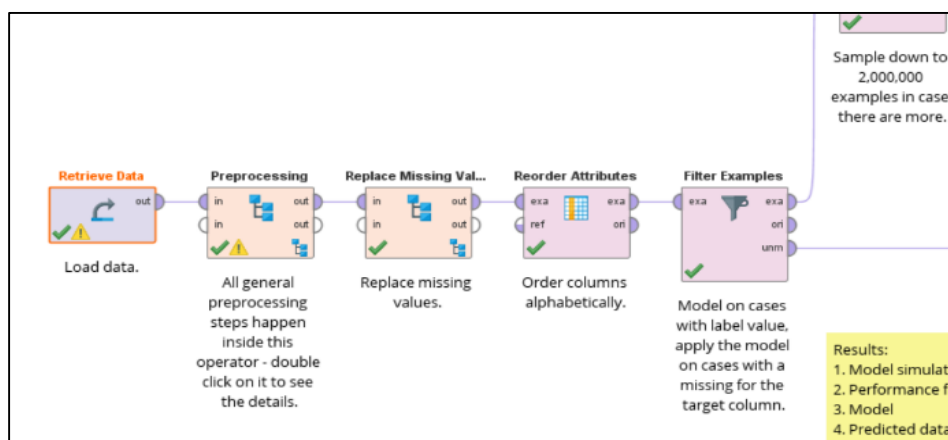 Sample down to
2,000,000
examples in case
there are more.
Retrieve Data
out
Load data.
Preprocessing
in
out
in
out
All general
preprocessing
steps happen
inside this
operator - double
click on it to see
the details.
Replace Missing Val...
in
out
in
out
Replace missing
values.
Reorder Attributes
exa
exa
ref
ori
Order columns
alphabetically.
Filter Examples
exa
exa
ori
unm
Model on cases
with label value,
apply the model
on cases with a
missing for the
target column.
Results:
1. Model simulat
2. Performance f
3. Model
4. Predicted data